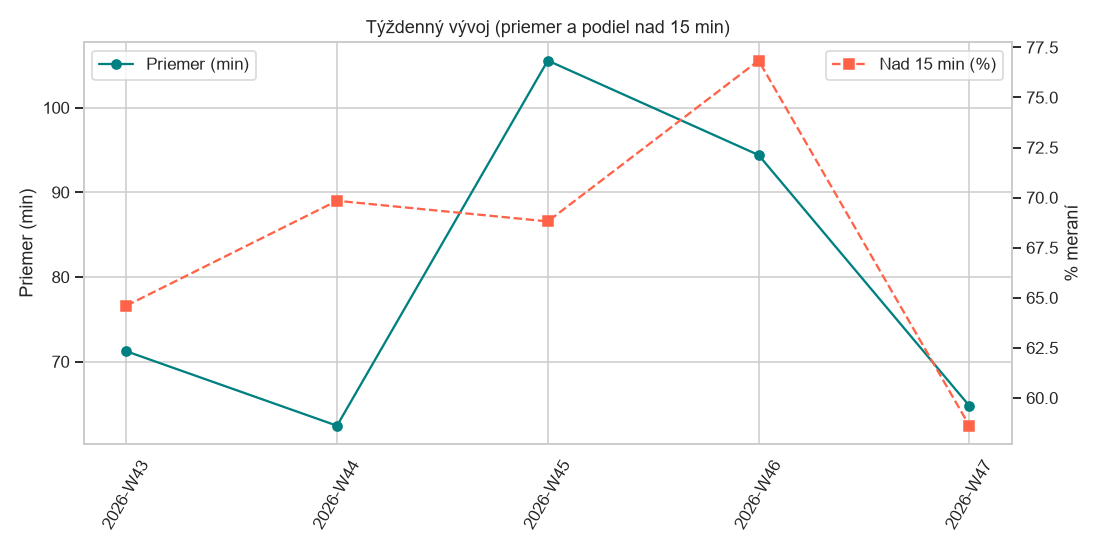 Týždenný vývoj (priemer a podiel nad 15 min)
Priemer (min)
Nad 15 min (%)
Priemer (min)
100
90
80
70
77.5
75.0
72.5
70.0
67.5
65.0
62.5
60.0
% meraní
2026-W43
2026-W44
2026-W45
2026-W46
2026-W47